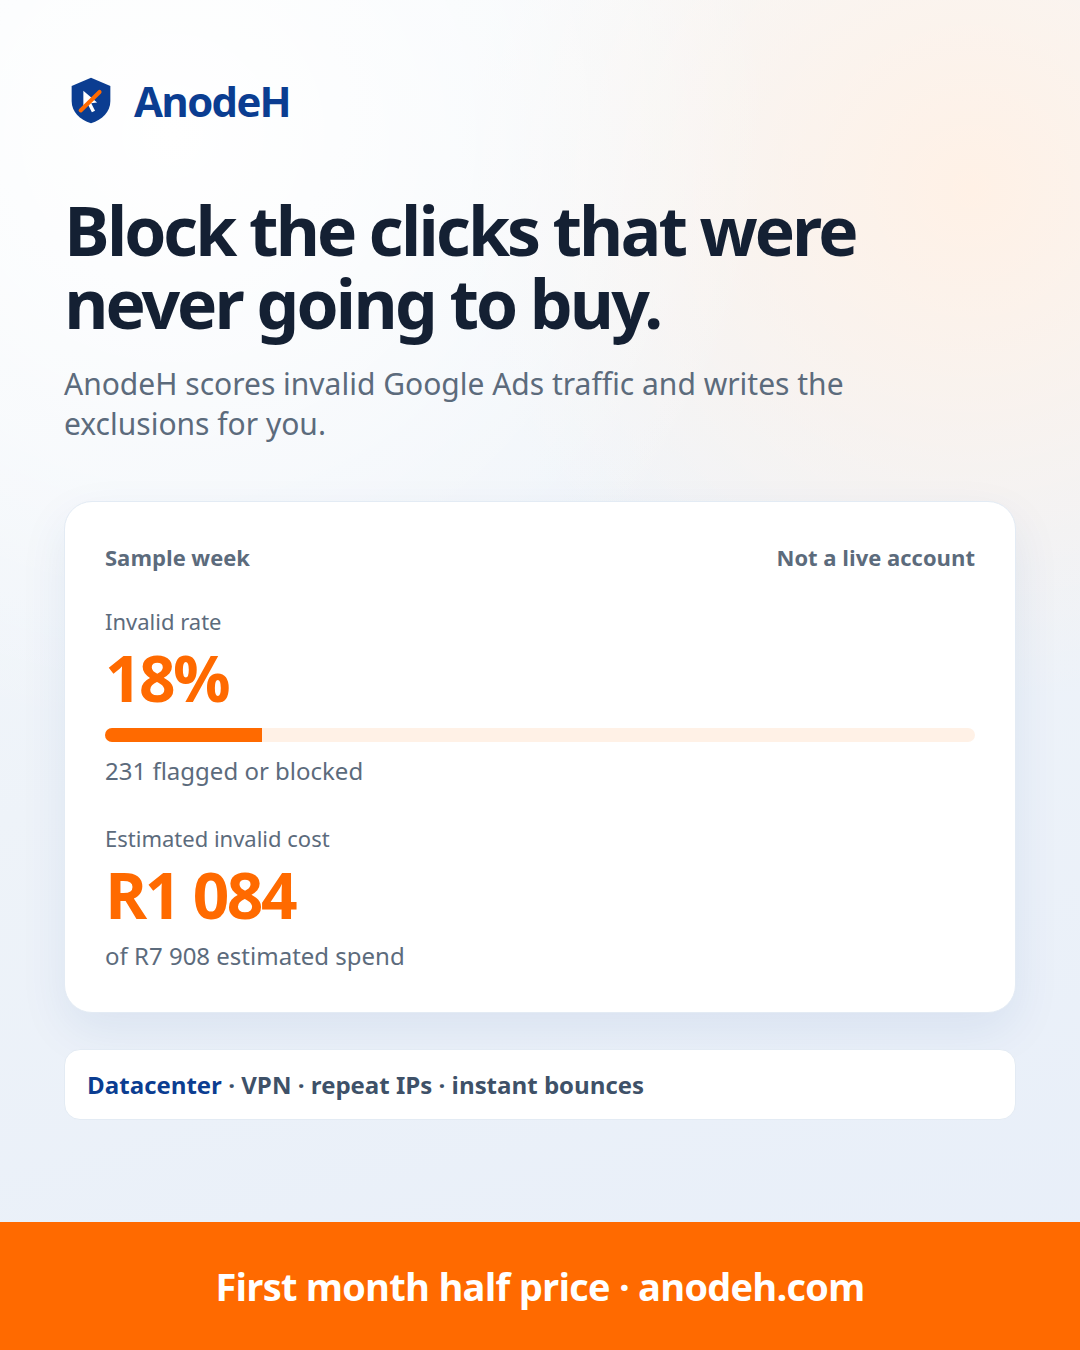 AnodeH
Block the clicks that were
never going to buy.
AnodeH scores invalid Google Ads traffic and writes the
exclusions for you.
Sample week
Not a live account
Invalid rate
18%
231 flagged or blocked
Estimated invalid cost
R1 084
of R7 908 estimated spend
Datacenter · VPN · repeat IPs · instant bounces
First month half price · anodeh.com